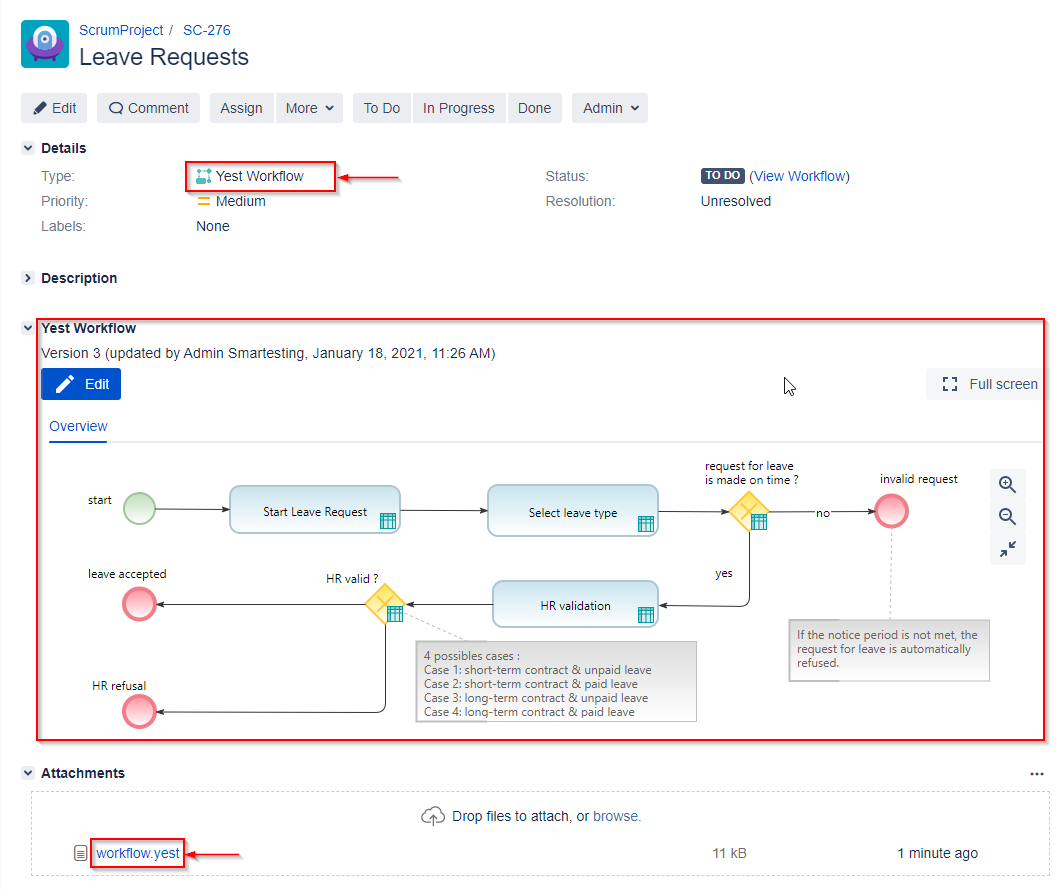 ScrumProject / SC-276
Leave Requests
Edit Comment Assign More To Do In Progress Done Admin
Details
Type: Yest Workflow Status: TO DO (View Workflow)
Priority: Medium Resolution: Unresolved
Labels: None
Description
Yest Workflow
Version 3 (updated by Admin Smartesting, January 18, 2021, 11:26 AM)
Edit Full screen
Overview
start
Start Leave Request
Select leave type
request for leave
is made on time ?
no
invalid request
yes
leave accepted
HR valid ?
HR validation
If the notice period is not met, the
request for leave is automatically
refused.
4 possibles cases :
Case 1: short-term contract & unpaid leave
Case 2: short-term contract & paid leave
Case 3: long-term contract & unpaid leave
Case 4: long-term contract & paid leave
HR refusal
Attachments
Drop files to attach, or browse.
workflow.yest 11 kB 1 minute ago